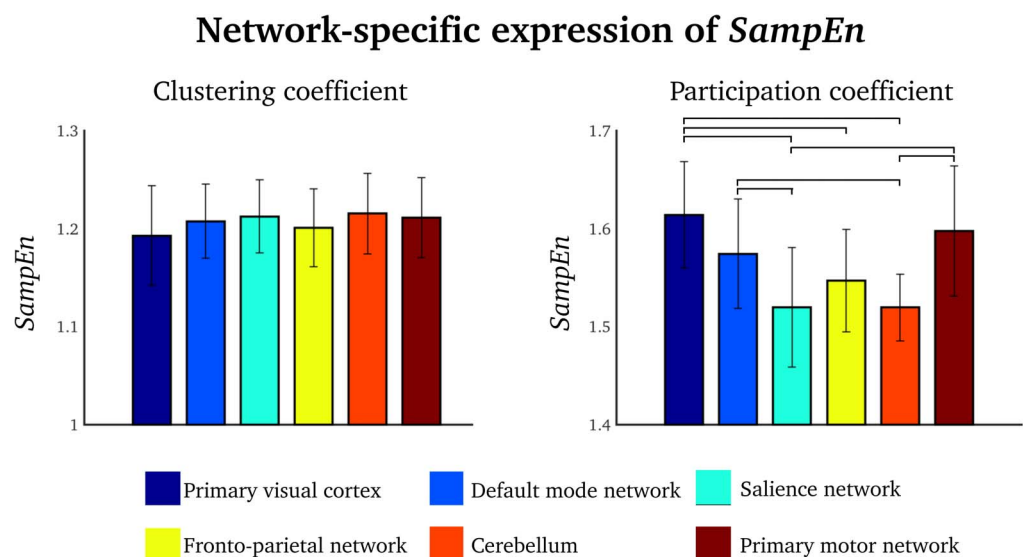 Network-specific expression of SampEn
Clustering coefficient
Participation coefficient
1.3
1.2
1.1
1
SampEn
1.7
1.6
1.5
1.4
SampEn
Primary visual cortex
Default mode network
Salience network
Fronto-parietal network
Cerebellum
Primary motor network